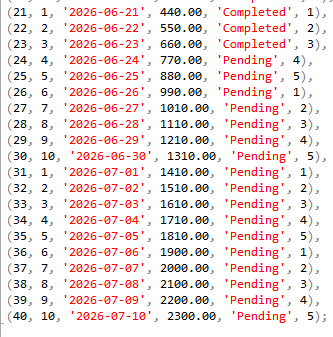 (21, 1, '2026-06-21', 440.00, 'Completed', 1),
(22, 2, '2026-06-22', 550.00, 'Completed', 2),
(23, 3, '2026-06-23', 660.00, 'Completed', 3),
(24, 4, '2026-06-24', 770.00, 'Pending', 4),
(25, 5, '2026-06-25', 880.00, 'Pending', 5),
(26, 6, '2026-06-26', 990.00, 'Pending', 1),
(27, 7, '2026-06-27', 1010.00, 'Pending', 2),
(28, 8, '2026-06-28', 1110.00, 'Pending', 3),
(29, 9, '2026-06-29', 1210.00, 'Pending', 4),
(30, 10, '2026-06-30', 1310.00, 'Pending', 5),
(31, 1, '2026-07-01', 1410.00, 'Pending', 1),
(32, 2, '2026-07-02', 1510.00, 'Pending', 2),
(33, 3, '2026-07-03', 1610.00, 'Pending', 3),
(34, 4, '2026-07-04', 1710.00, 'Pending', 4),
(35, 5, '2026-07-05', 1810.00, 'Pending', 5),
(36, 6, '2026-07-06', 1900.00, 'Pending', 1),
(37, 7, '2026-07-07', 2000.00, 'Pending', 2),
(38, 8, '2026-07-08', 2100.00, 'Pending', 3),
(39, 9, '2026-07-09', 2200.00, 'Pending', 4),
(40, 10, '2026-07-10', 2300.00, 'Pending', 5);